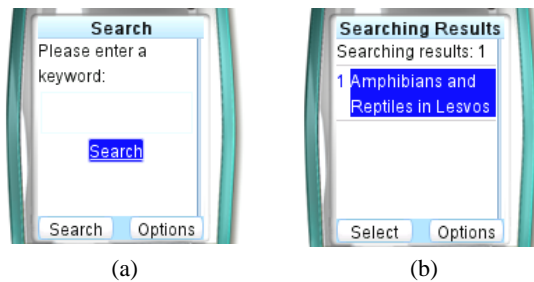 Search
Please enter a
keyword:
Search
Search Options
(a)
Searching Results
Searching results: 1
1 Amphibians and
Reptiles in Lesvos
Select Options
(b)